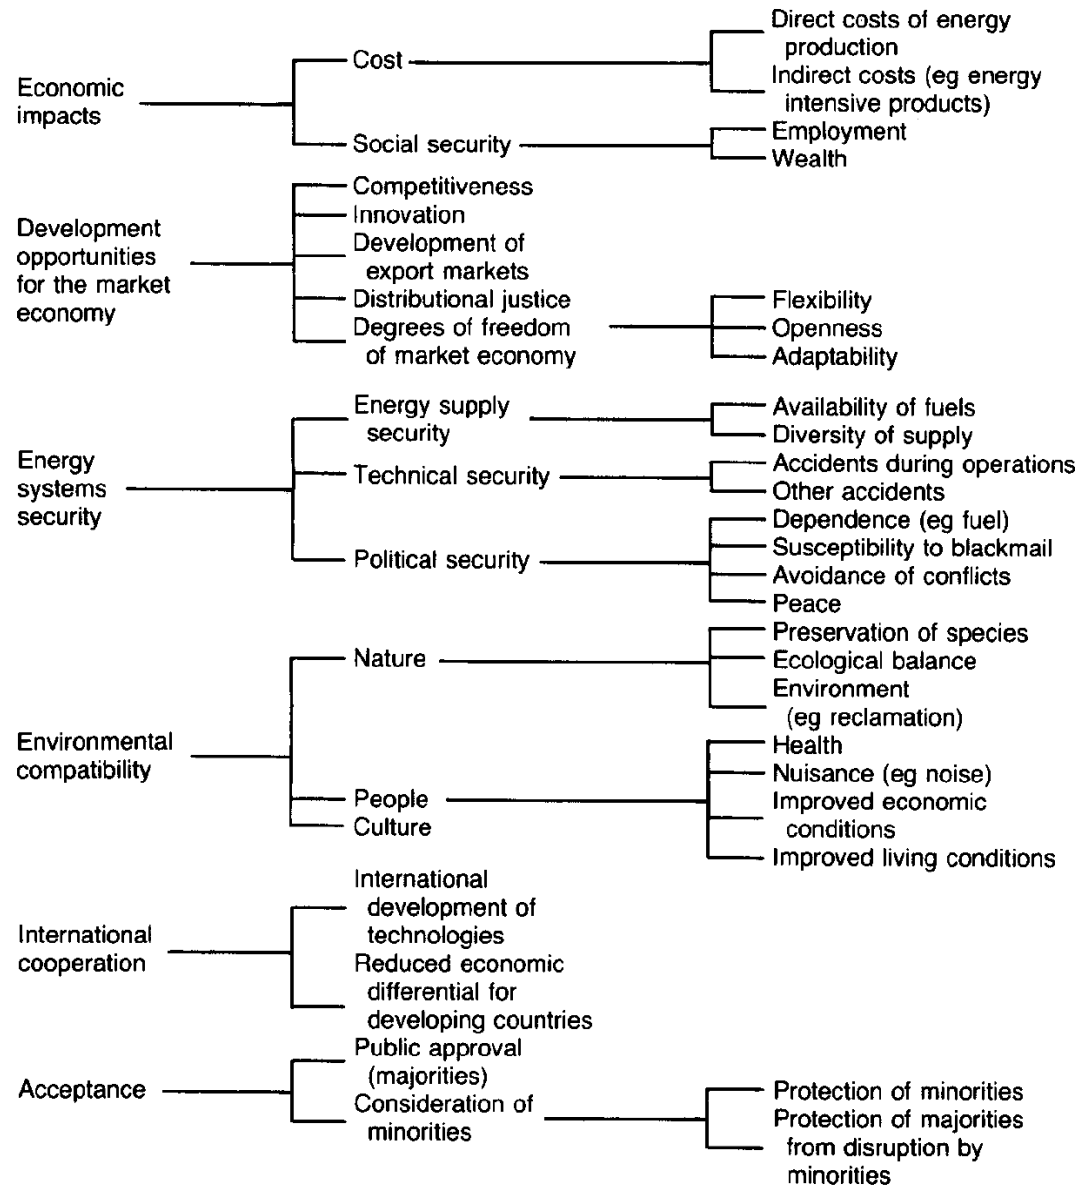 Economic
impacts
Cost
Direct costs of energy
production
Indirect costs (eg energy
intensive products)
Social security
Employment
Wealth
Development
opportunities
for the market
economy
Competitiveness
Innovation
Development of
export markets
Distributional justice
Degrees of freedom
of market economy
Flexibility
Openness
Adaptability
Energy
systems
security
Energy supply
security
Availability of fuels
Diversity of supply
Technical security
Accidents during operations
Other accidents
Political security
Dependence (eg fuel)
Susceptibility to blackmail
Avoidance of conflicts
Peace
Environmental
compatibility
Nature
Preservation of species
Ecological balance
Environment
(eg reclamation)
People
Health
Nuisance (eg noise)
Improved economic
conditions
Improved living conditions
Culture
International
cooperation
International
development of
technologies
Reduced economic
differential for
developing countries
Acceptance
Public approval
(majorities)
Consideration of
minorities
Protection of minorities
Protection of majorities
from disruption by
minorities